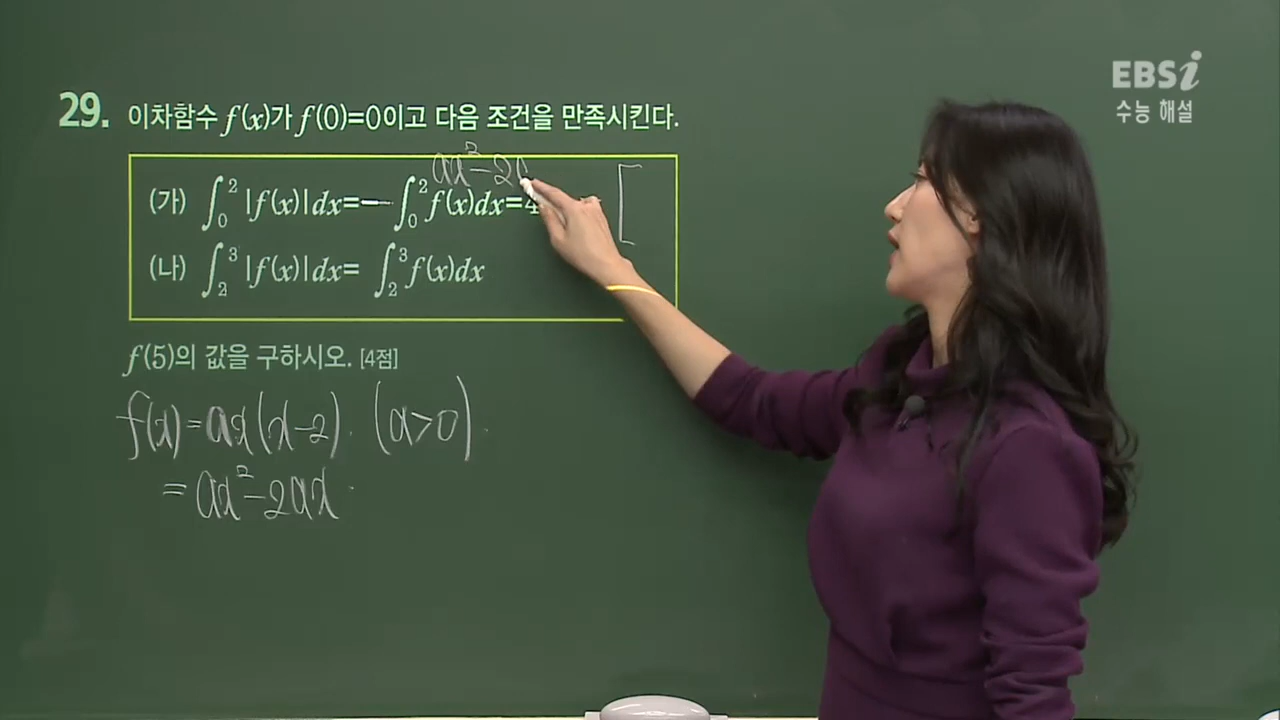 EBSi
수능 해설
29. 이차함수 f(x)가 f(0)=0이고 다음 조건을 만족시킨다.
ax²-2
(가) ∫₀² |f(x)|dx=- ∫₀² f(x)dx=4
(나) ∫₂³ |f(x)|dx= ∫₂³ f(x)dx
f(5)의 값을 구하시오. [4점]
f(x)=ax(x-2). (a>0).
=ax²-2ax.